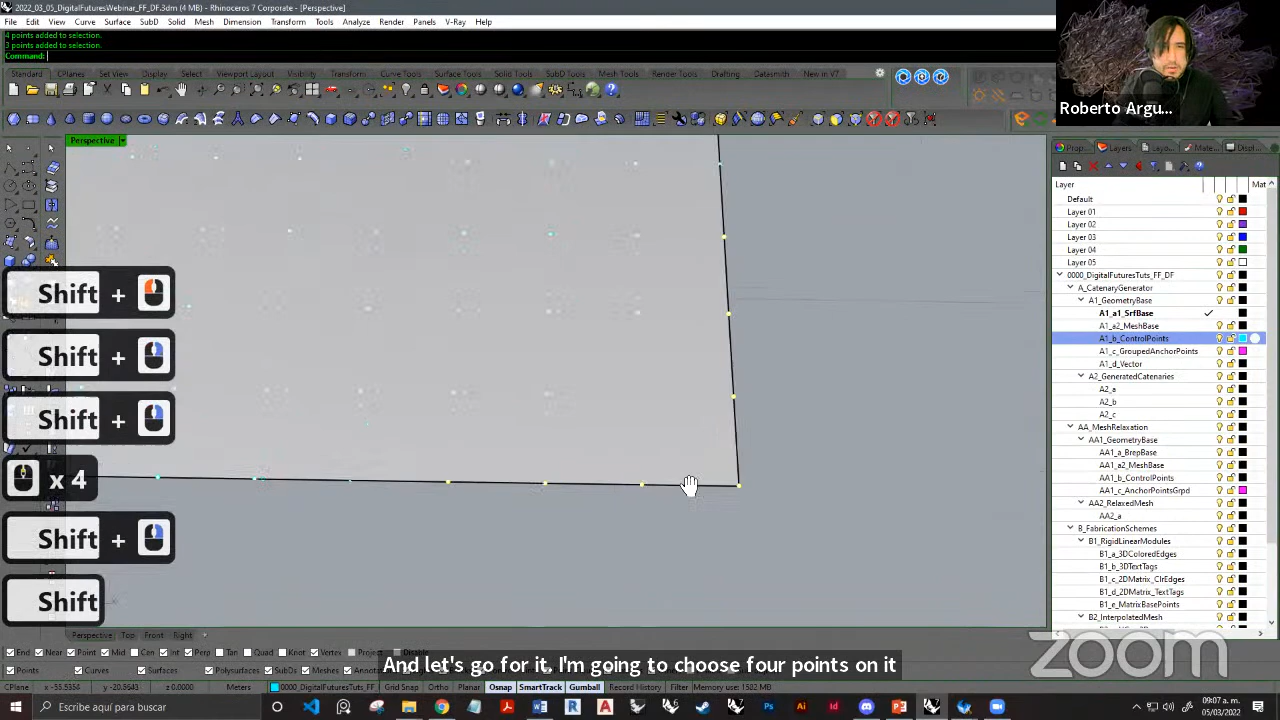 2022_03_05_DigitalFuturesWebinar_FF_DF.3dm (4 MB) - Rhinoceros 7 Corporate - [Perspective]
File Edit View Curve Surface SubD Solid Mesh Dimension Transform Tools Analyze Render Panels V-Ray Help
4 points added to selection.
3 points added to selection.
Command:
Standard CPlanes Set View Display Select Viewport Layout Visibility Transform Curve Tools Surface Tools Solid Tools SubD Tools Mesh Tools Render Tools Drafting Datasmith New in V7
Roberto Argu...
Perspective
Prop... Layers Layo... Mate... Displ...
Layer Mat
Default
Layer 01
Layer 02
Layer 03
Layer 04
Layer 05
0000_DigitalFuturesTuts_FF_DF
A_CatenaryGenerator
A1_GeometryBase
A1_a1_SrfBase
A1_a2_MeshBase
A1_b_ControlPoints
A1_c_GroupedAnchorPoints
A1_d_Vector
A2_GeneratedCatenaries
A2_a
A2_b
A2_c
AA_MeshRelaxation
AA1_GeometryBase
AA1_a_BrepBase
AA1_a2_MeshBase
AA1_b_ControlPoints
AA1_c_AnchorPointsGrpd
AA2_RelaxedMesh
AA2_a
B_FabricationSchemes
B1_RigidLinearModules
B1_a_3DColoredEdges
B1_b_3DTextTags
B1_c_2DMatrix_ClrEdges
B1_d_2DMatrix_TextTags
B1_e_MatrixBasePoints
B2_InterpolatedMesh
Shift +
Shift +
Shift +
x 4
Shift +
Shift
Perspective Top Front Right
End Near Point Mid Cen Int Perp Tan Quad Knot Vertex Project Disable
Points Curves Surfaces Polysurfaces SubDs Meshes
And let's go for it. I'm going to choose four points on it
zoom
CPlane x -53.9354 y -20.3643 z 0.0000 Meters 0000_DigitalFuturesTuts_FF Grid Snap Ortho Planar Osnap SmartTrack Gumball Record History Filter Memory use: 1582 MB
Escribe aquí para buscar
09:07 a. m.
05/03/2022